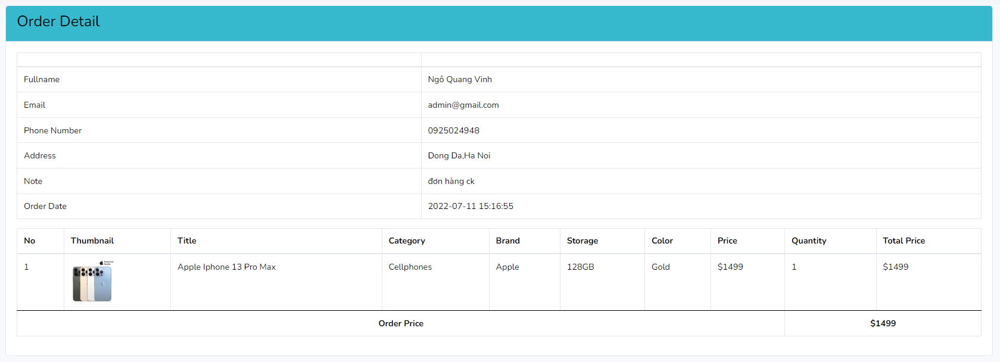 Order Detail
Fullname Ngô Quang Vinh
Email admin@gmail.com
Phone Number 0925024948
Address Dong Da,Ha Noi
Note đơn hàng ck
Order Date 2022-07-11 15:16:55
No Thumbnail Title Category Brand Storage Color Price Quantity Total Price
1 Apple Iphone 13 Pro Max Cellphones Apple 128GB Gold $1499 1 $1499
Order Price $1499